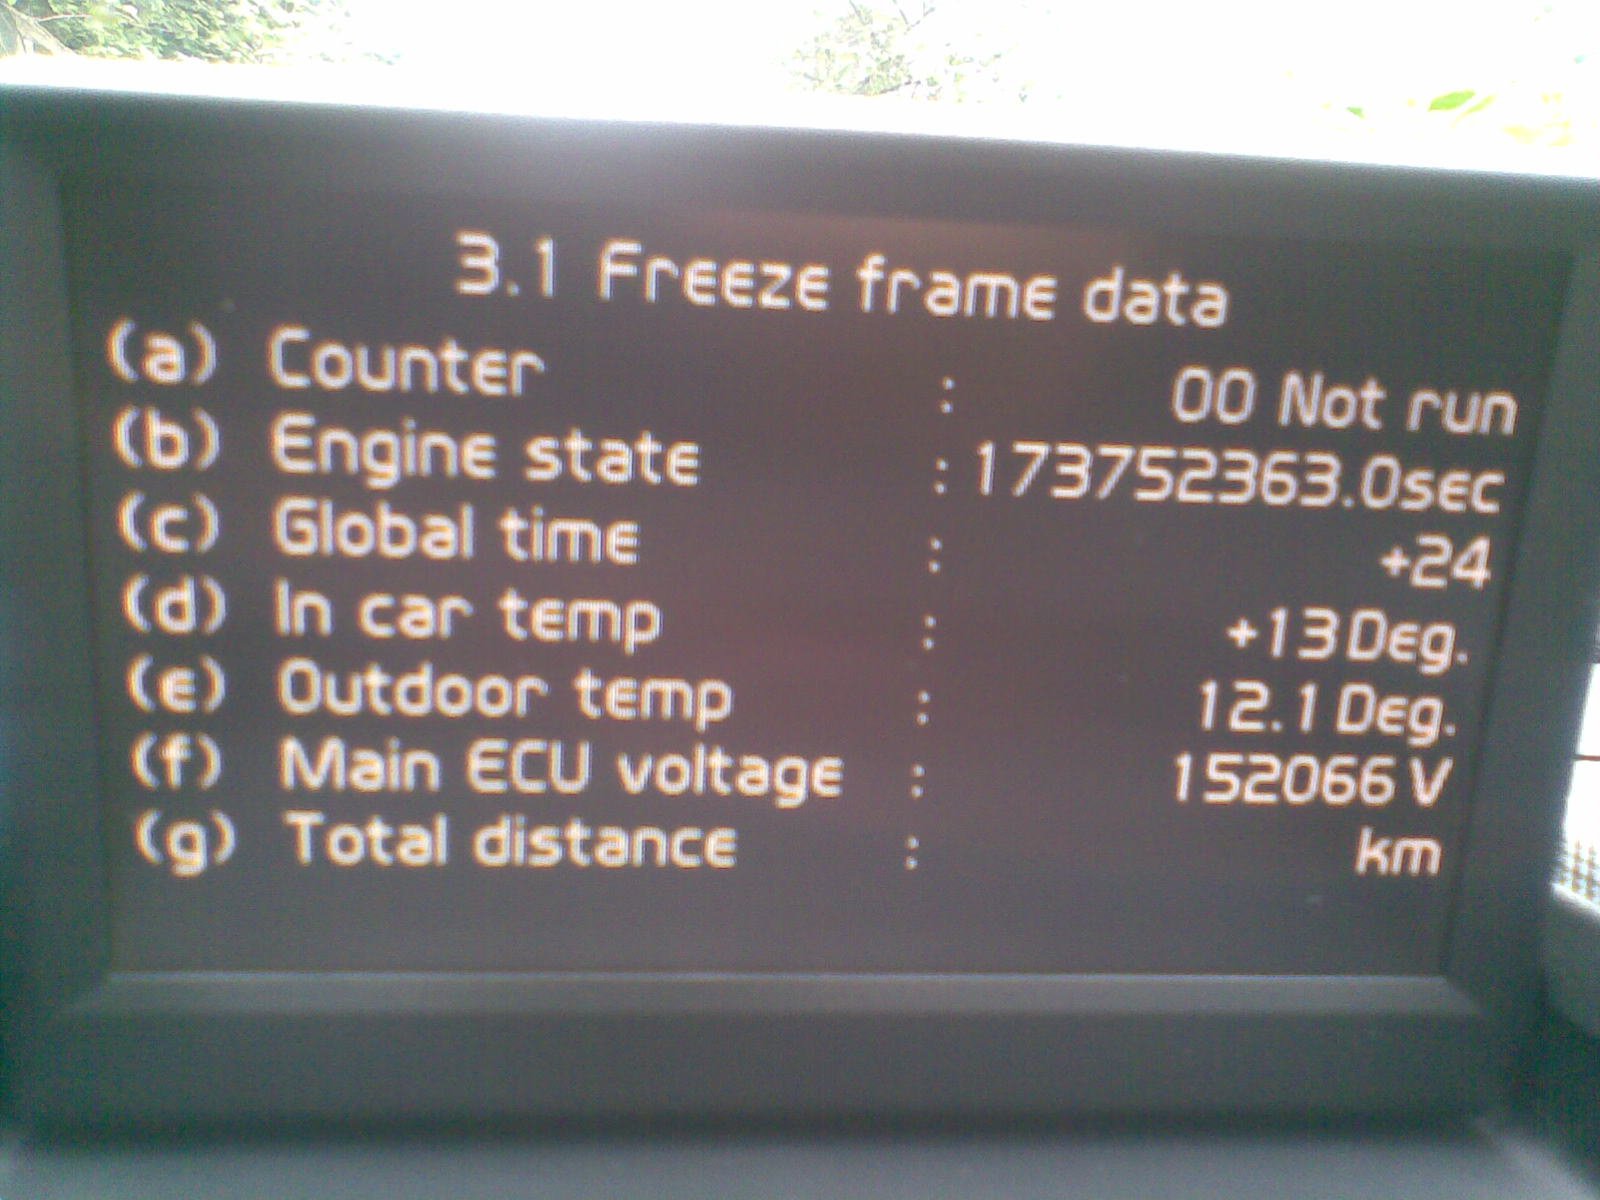 3.1 Freeze frame data
(a) Counter : 00 Not run
(b) Engine state : 173752363.0sec
(c) Global time : +24
(d) In car temp : +13 Deg.
(e) Outdoor temp : 12.1 Deg.
(f) Main ECU voltage : 152066 V
(g) Total distance : km